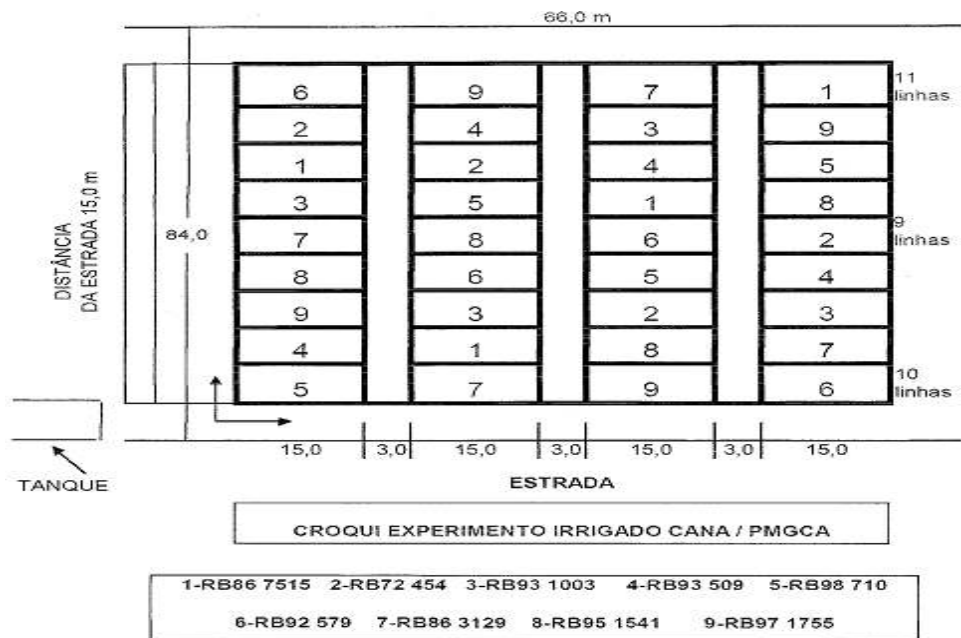 66,0 m
6 9 7 1 11
linhas
2 4 3 9
1 2 4 5
3 5 1 8
DISTÂNCIA
DA ESTRADA 15,0 m
84,0
7 8 6 2 9
linhas
8 6 5 4
9 3 2 3
4 1 8 7
5 7 9 6 10
linhas
15,0 3,0 15,0 3,0 15,0 3,0 15,0
TANQUE
ESTRADA
CROQUI EXPERIMENTO IRRIGADO CANA / PMGCA
1-RB86 7515 2-RB72 454 3-RB93 1003 4-RB93 509 5-RB98 710
6-RB92 579 7-RB86 3129 8-RB95 1541 9-RB97 1755